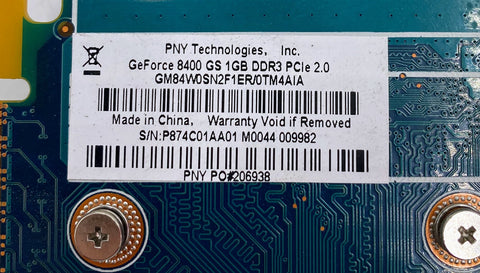 PNY Technologies, Inc.
GeForce 8400 GS 1GB DDR3 PCIe 2.0
GM84W0SN2F1ER/0TM4AIA
Made in China, Warranty Void if Removed
S/N:P874C01AA01 M0044 009982
PNY PO#206938